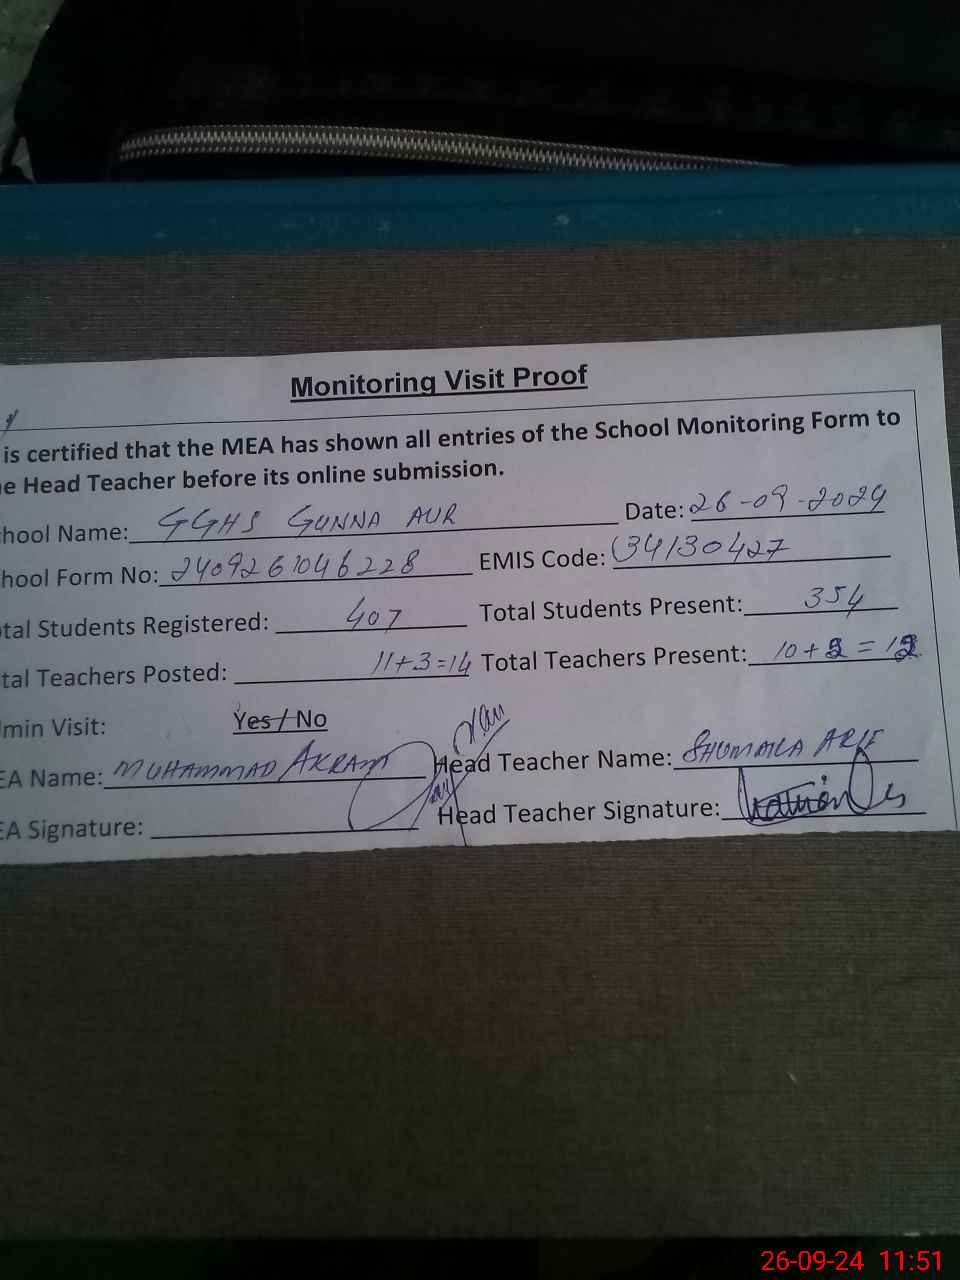 Monitoring Visit Proof
is certified that the MEA has shown all entries of the School Monitoring Form to
e Head Teacher before its online submission.
hool Name: GGHS GUNNA AUR Date: 26-09-2024
hool Form No: 2409261046228 EMIS Code: 34130427
tal Students Registered: 407 Total Students Present: 354
tal Teachers Posted: 11+3=14 Total Teachers Present: 10+2=12
min Visit: Yes/No
EA Name: MUHAMMAD AKRAM Head Teacher Name: SHUMAILA ARIF
EA Signature: Head Teacher Signature:
26-09-24 11:51